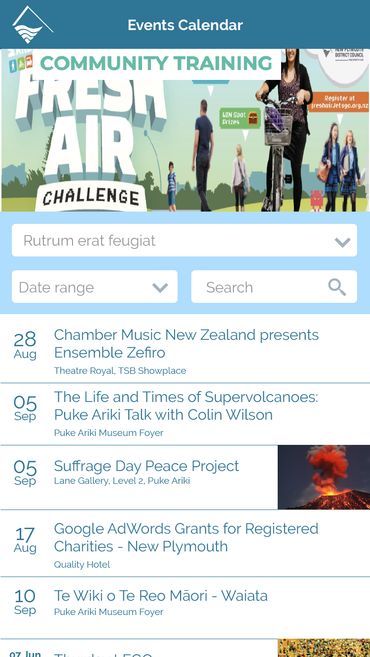 Events Calendar
NEW PLYMOUTH
DISTRICT COUNCIL
COMMUNITY TRAINING
FRESH
AIR
CHALLENGE
Spot
Prizes
Register at
freshair.letsgo.org.nz
Rutrum erat feugiat
Date range
Search
28
Aug
Chamber Music New Zealand presents
Ensemble Zefiro
Theatre Royal, TSB Showplace
05
Sep
The Life and Times of Supervolcanoes:
Puke Ariki Talk with Colin Wilson
Puke Ariki Museum Foyer
05
Sep
Suffrage Day Peace Project
Lane Gallery, Level 2, Puke Ariki
17
Aug
Google AdWords Grants for Registered
Charities - New Plymouth
Quality Hotel
10
Sep
Te Wiki o Te Reo Māori - Waiata
Puke Ariki Museum Foyer
07 Jun